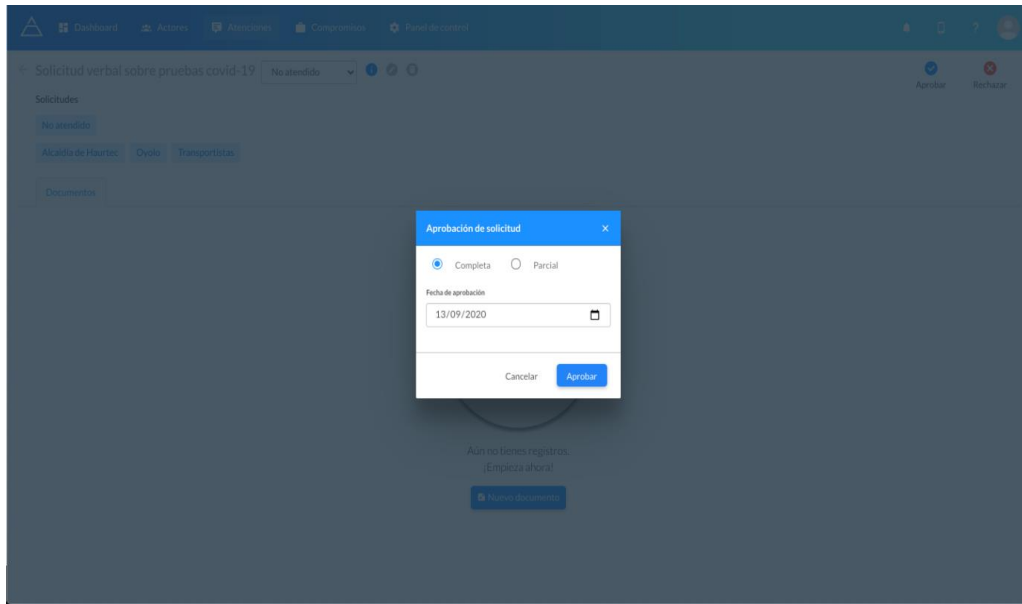 Dashboard Actores Atenciones Compromisos Panel de control ?
Solicitud verbal sobre pruebas covid-19 No atendido
Aprobar Rechazar
Solicitudes
No atendido
Alcaldía de Oyolo Transportistas
Documentos
Aprobación de solicitud ×
Completa Parcial
Fecha de aprobación
13/09/2020
Cancelar Aprobar
Aún no tienes registros.
¡Empieza ahora!
Nuevo documento